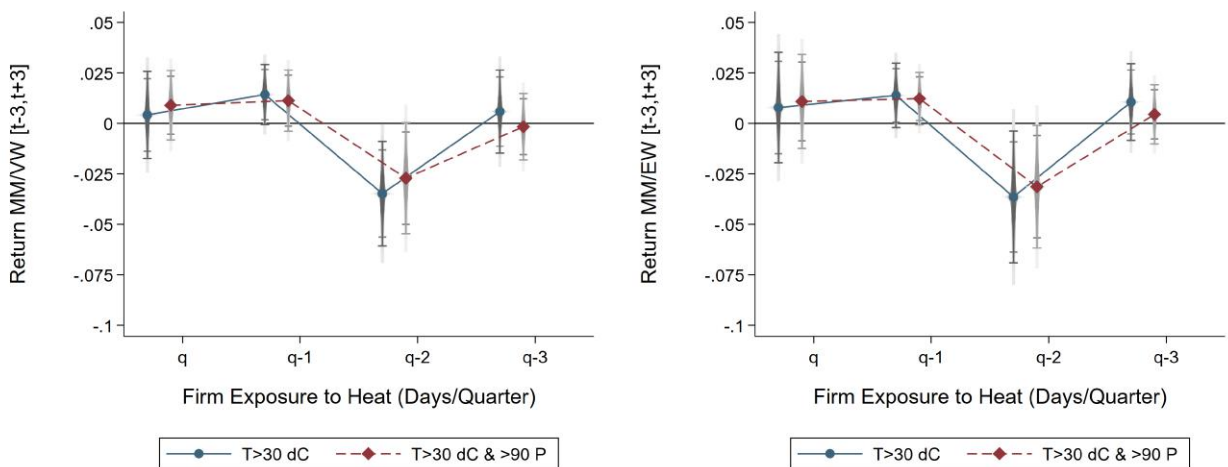 Return MM/VW [t-3,t+3]
.05
.025
0
-.025
-.05
-.075
-.1
q
q-1
q-2
q-3
Firm Exposure to Heat (Days/Quarter)
T>30 dC
T>30 dC & >90 P
Return MM/EW [t-3,t+3]
.05
.025
0
-.025
-.05
-.075
-.1
q
q-1
q-2
q-3
Firm Exposure to Heat (Days/Quarter)
T>30 dC
T>30 dC & >90 P